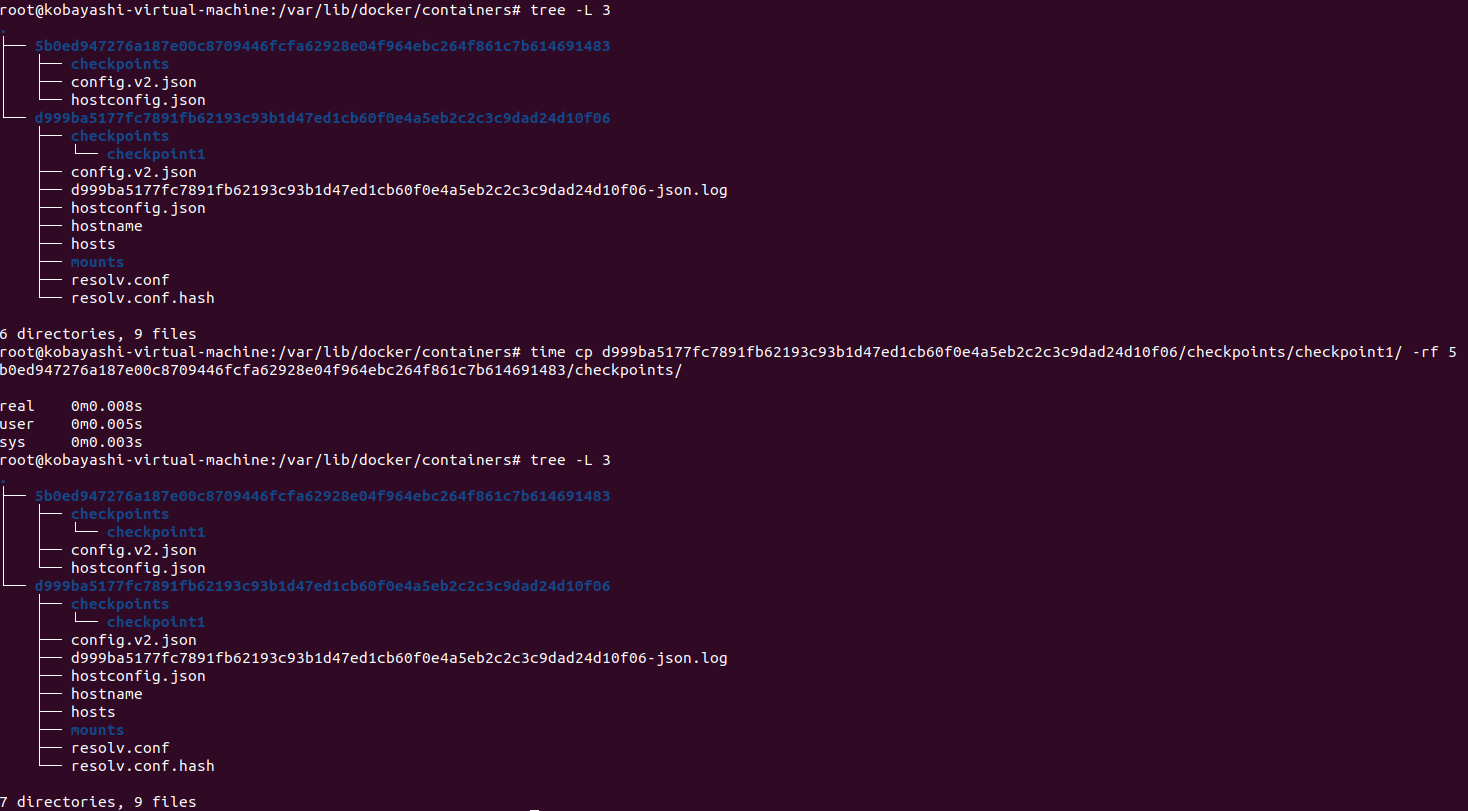 root@kobayashi-virtual-machine:/var/lib/docker/containers# tree -L 3
.
├── 5b0ed947276a187e00c8709446fcfa62928e04f964ebc264f861c7b614691483
│   ├── checkpoints
│   ├── config.v2.json
│   └── hostconfig.json
└── d999ba5177fc7891fb62193c93b1d47ed1cb60f0e4a5eb2c2c3c9dad24d10f06
    ├── checkpoints
    │   └── checkpoint1
    ├── config.v2.json
    ├── d999ba5177fc7891fb62193c93b1d47ed1cb60f0e4a5eb2c2c3c9dad24d10f06-json.log
    ├── hostconfig.json
    ├── hostname
    ├── hosts
    ├── mounts
    ├── resolv.conf
    └── resolv.conf.hash

6 directories, 9 files
root@kobayashi-virtual-machine:/var/lib/docker/containers# time cp d999ba5177fc7891fb62193c93b1d47ed1cb60f0e4a5eb2c2c3c9dad24d10f06/checkpoints/checkpoint1/ -rf 5
b0ed947276a187e00c8709446fcfa62928e04f964ebc264f861c7b614691483/checkpoints/

real    0m0.008s
user    0m0.005s
sys     0m0.003s
root@kobayashi-virtual-machine:/var/lib/docker/containers# tree -L 3
.
├── 5b0ed947276a187e00c8709446fcfa62928e04f964ebc264f861c7b614691483
│   ├── checkpoints
│   │   └── checkpoint1
│   ├── config.v2.json
│   └── hostconfig.json
└── d999ba5177fc7891fb62193c93b1d47ed1cb60f0e4a5eb2c2c3c9dad24d10f06
    ├── checkpoints
    │   └── checkpoint1
    ├── config.v2.json
    ├── d999ba5177fc7891fb62193c93b1d47ed1cb60f0e4a5eb2c2c3c9dad24d10f06-json.log
    ├── hostconfig.json
    ├── hostname
    ├── hosts
    ├── mounts
    ├── resolv.conf
    └── resolv.conf.hash

7 directories, 9 files